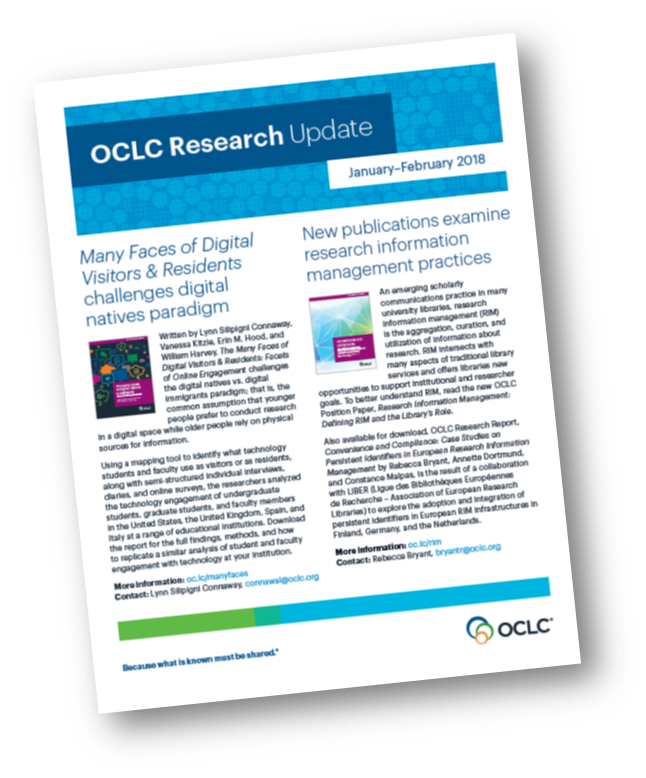 OCLC Research Update
January–February 2018
Many Faces of Digital
Visitors & Residents
challenges digital
natives paradigm
Written by Lynn Silipigni Connaway,
Vanessa Kitzie, Erin M. Hood, and
William Harvey, The Many Faces of
Digital Visitors & Residents: Facets
of Online Engagement challenges
the digital natives vs. digital
immigrants paradigm; that is, the
common assumption that younger
people prefer to conduct research
in a digital space while older people rely on physical
sources for information.
Using a mapping tool to identify what technology
students and faculty use as visitors or as residents,
along with semi-structured individual interviews,
diaries, and online surveys, the researchers analyzed
the technology engagement of undergraduate
students, graduate students, and faculty members
in the United States, the United Kingdom, Spain, and
Italy at a range of educational institutions. Download
the report for the full findings, methods, and how
to replicate a similar analysis of student and faculty
engagement with technology at your institution.
More information: oc.lc/manyfaces
Contact: Lynn Silipigni Connaway, connawal@oclc.org
New publications examine
research information
management practices
An emerging scholarly
communications practice in many
university libraries, research
information management (RIM)
is the aggregation, curation, and
utilization of information about
research. RIM intersects with
many aspects of traditional library
services and offers libraries new
opportunities to support institutional and researcher
goals. To better understand RIM, read the new OCLC
Position Paper, Research Information Management:
Defining RIM and the Library's Role.
Also available for download, OCLC Research Report,
Convenience and Compliance: Case Studies on
Persistent Identifiers in European Research Information
Management by Rebecca Bryant, Annette Dortmund,
and Constance Malpas, is the result of a collaboration
with LIBER (Ligue des Bibliothèques Européennes
de Recherche – Association of European Research
Libraries) to explore the adoption and integration of
persistent identifiers in European RIM infrastructures in
Finland, Germany, and the Netherlands.
More information: oc.lc/rim
Contact: Rebecca Bryant, bryantr@oclc.org
OCLC
Because what is known must be shared.®